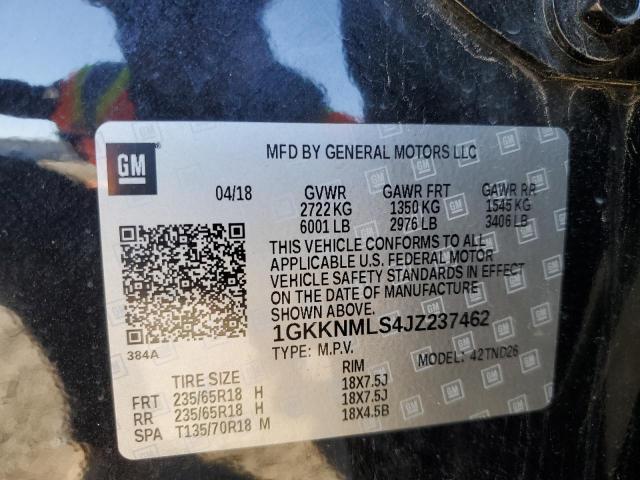 GM
MFD BY GENERAL MOTORS LLC
04/18 GVWR GAWR FRT GAWR RR
2722 KG 1350 KG 1545 KG
6001 LB 2976 LB 3406 LB
THIS VEHICLE CONFORMS TO ALL
APPLICABLE U.S. FEDERAL MOTOR
VEHICLE SAFETY STANDARDS IN EFFECT
ON THE DATE OF MANUFACTURE
SHOWN ABOVE.
1GKKNMLS4JZ237462
384A TYPE: M.P.V. MODEL: 42TND26
TIRE SIZE RIM
FRT 235/65R18 H 18X7.5J
RR 235/65R18 H 18X7.5J
SPA T135/70R18 M 18X4.5B